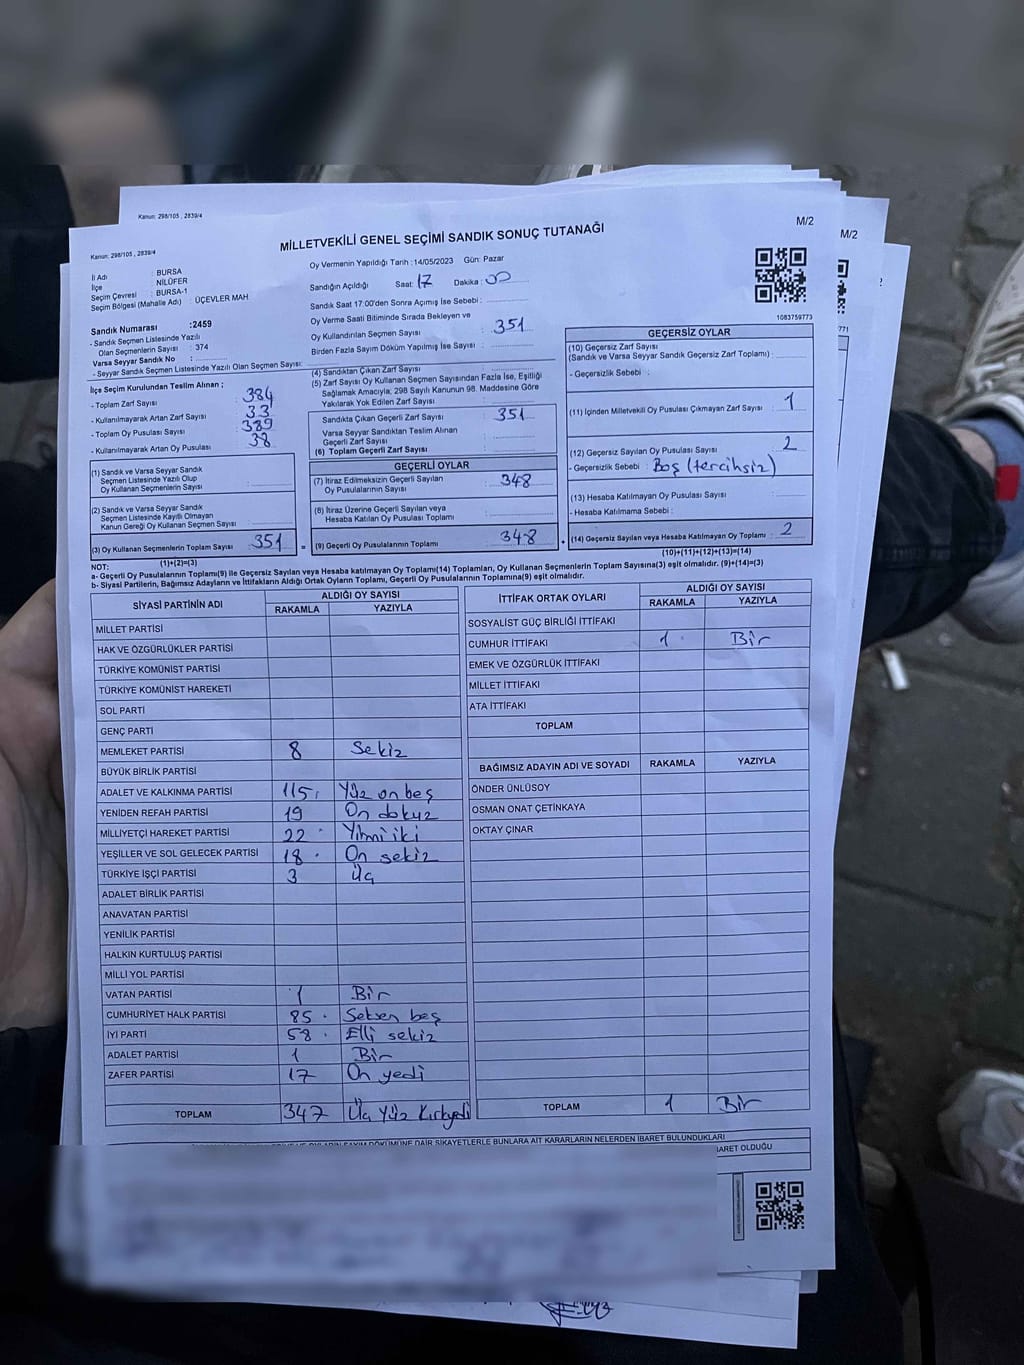 Kanun: 298/105 , 2839/4
M/2
Kanun: 298/105 , 2839/4
MİLLETVEKİLİ GENEL SEÇİMİ SANDIK SONUÇ TUTANAĞI
M/2
İl Adı : BURSA
İlçe : NİLÜFER
Seçim Çevresi : BURSA-1
Seçim Bölgesi (Mahalle Adı) : ÜÇEVLER MAH
Sandık Numarası :2459
- Sandık Seçmen Listesinde Yazılı
Olan Seçmenlerin Sayısı : 374
Varsa Seyyar Sandık No :
- Seyyar Sandık Seçmen Listesinde Yazılı Olan Seçmen Sayısı:
Oy Vermenin Yapıldığı Tarih :14/05/2023 Gün: Pazar
Sandığın Açıldığı Saat: 17 Dakika: 00
Sandık Saat 17:00'den Sonra Açımış İse Sebebi :
Oy Verme Saati Bitiminde Sırada Bekleyen ve
Oy Kullandırılan Seçmen Sayısı : 351
Birden Fazla Sayım Döküm Yapılmış İse Sayısı :
1083759773
İlçe Seçim Kurulundan Teslim Alınan ;
- Toplam Zarf Sayısı : 384
- Kullanılmayarak Artan Zarf Sayısı : 33
- Toplam Oy Pusulası Sayısı : 389
- Kullanılmayarak Artan Oy Pusulası : 38
(1) Sandık ve Varsa Seyyar Sandık
Seçmen Listesinde Yazılı Olup
Oy Kullanan Seçmenlerin Sayısı
(2) Sandık ve Varsa Seyyar Sandık
Seçmen Listesinde Kayıtlı Olmayan
Kanun Gereği Oy Kullanan Seçmen Sayısı
(3) Oy Kullanan Seçmenlerin Toplam Sayısı 351
(1)+(2)=(3)
(4) Sandıktan Çıkan Zarf Sayısı
(5) Zarf Sayısı Oy Kullanan Seçmen Sayısından Fazla İse, Eşitliği
Sağlamak Amacıyla; 298 Sayılı Kanunun 98. Maddesine Göre
Yakılarak Yok Edilen Zarf Sayısı
Sandıkta Çıkan Geçerli Zarf Sayısı : 351
Varsa Seyyar Sandıktan Teslim Alınan
Geçerli Zarf Sayısı :
(6) Toplam Geçerli Zarf Sayısı :
GEÇERLİ OYLAR
(7) İtiraz Edilmeksizin Geçerli Sayılan
Oy Pusulalarının Sayısı : 348
(8) İtiraz Üzerine Geçerli Sayılan veya
Hesaba Katılan Oy Pusulası Toplamı :
= (9) Geçerli Oy Pusulalarının Toplamı : 348
GEÇERSİZ OYLAR
(10) Geçersiz Zarf Sayısı
(Sandık ve Varsa Seyyar Sandık Geçersiz Zarf Toplamı) :
- Geçersizlik Sebebi :
(11) İçinden Milletvekili Oy Pusulası Çıkmayan Zarf Sayısı : 1
(12) Geçersiz Sayılan Oy Pusulası Sayısı : 2
- Geçersizlik Sebebi : Boş (tercihsiz)
(13) Hesaba Katılmayan Oy Pusulası Sayısı :
- Hesaba Katılmama Sebebi :
+ (14) Geçersiz Sayılan veya Hesaba Katılmayan Oy Toplamı : 2
(10)+(11)+(12)+(13)=(14)
NOT:
a- Geçerli Oy Pusulalarının Toplamı(9) ile Geçersiz Sayılan veya Hesaba katılmayan Oy Toplamı(14) Toplamları, Oy Kullanan Seçmenlerin Toplam Sayısına(3) eşit olmalıdır. (9)+(14)=(3)
b- Siyasi Partilerin, Bağımsız Adayların ve İttifakların Aldığı Ortak Oyların Toplamı, Geçerli Oy Pusulalarının Toplamına(9) eşit olmalıdır.
SİYASİ PARTİNİN ADI ALDIĞI OY SAYISI
RAKAMLA YAZIYLA
MİLLET PARTİSİ
HAK VE ÖZGÜRLÜKLER PARTİSİ
TÜRKİYE KOMÜNİST PARTİSİ
TÜRKİYE KOMÜNİST HAREKETİ
SOL PARTİ
GENÇ PARTİ
MEMLEKET PARTİSİ 8 Sekiz
BÜYÜK BİRLİK PARTİSİ
ADALET VE KALKINMA PARTİSİ 115 Yüz on beş
YENİDEN REFAH PARTİSİ 19 On dokuz
MİLLİYETÇİ HAREKET PARTİSİ 22 Yirmi iki
YEŞİLLER VE SOL GELECEK PARTİSİ 18 On sekiz
TÜRKİYE İŞÇİ PARTİSİ 3 Üç
ADALET BİRLİK PARTİSİ
ANAVATAN PARTİSİ
YENİLİK PARTİSİ
HALKIN KURTULUŞ PARTİSİ
MİLLİ YOL PARTİSİ
VATAN PARTİSİ 1 Bir
CUMHURİYET HALK PARTİSİ 85 Seksen beş
İYİ PARTİ 58 Elli sekiz
ADALET PARTİSİ 1 Bir
ZAFER PARTİSİ 17 On yedi
TOPLAM 347 Üç Yüz Kırkyedi
İTTİFAK ORTAK OYLARI ALDIĞI OY SAYISI
RAKAMLA YAZIYLA
SOSYALİST GÜÇ BİRLİĞİ İTTİFAKI
CUMHUR İTTİFAKI 1 Bir
EMEK VE ÖZGÜRLÜK İTTİFAKI
MİLLET İTTİFAKI
ATA İTTİFAKI
TOPLAM
BAĞIMSIZ ADAYIN ADI VE SOYADI RAKAMLA YAZIYLA
ÖNDER ÜNLÜSOY
OSMAN ONAT ÇETİNKAYA
OKTAY ÇINAR
TOPLAM 1 Bir
DÖKÜMÜNE DAİR ŞİKAYETLERLE BUNLARA AİT KARARLARIN NELERDEN İBARET BULUNDUKLARI
OLDUĞU